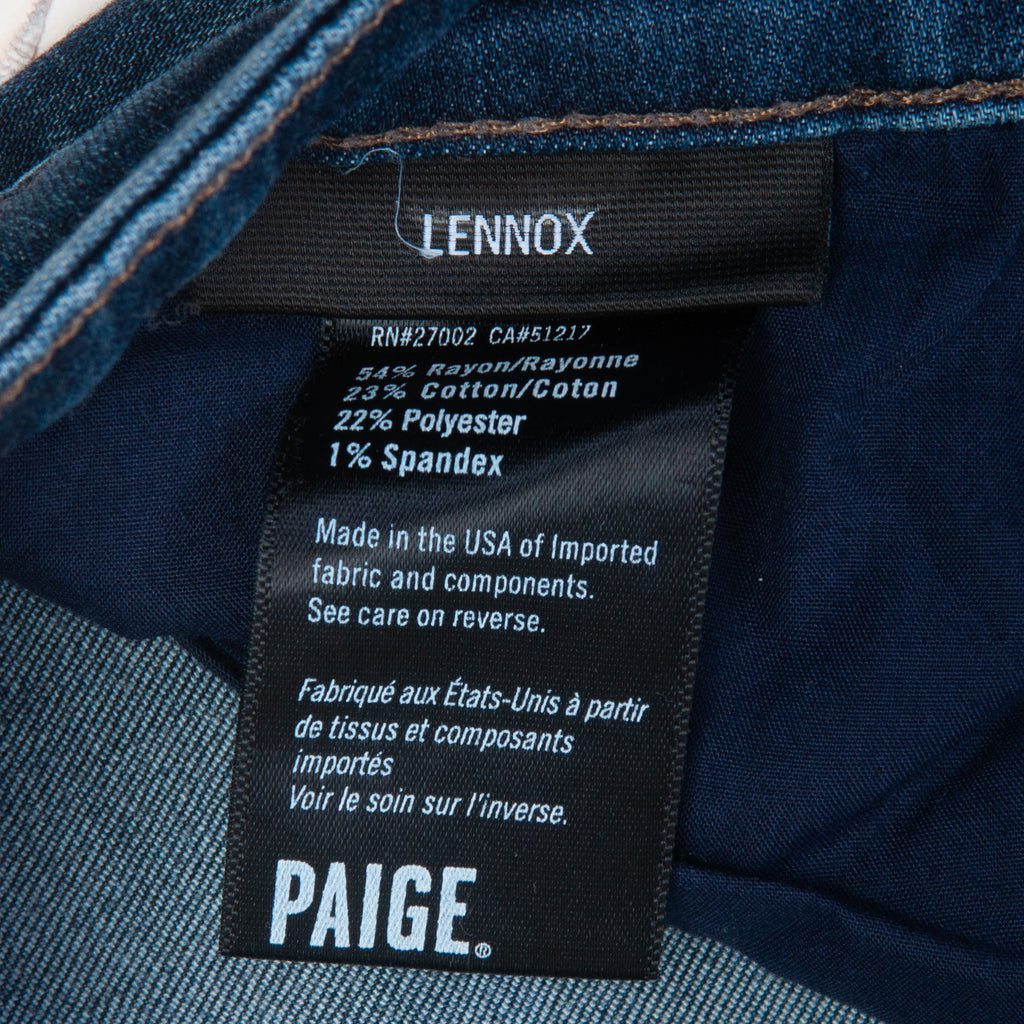 LENNOX
RN#27002 CA#51217
54% Rayon/Rayonne
23% Cotton/Coton
22% Polyester
1% Spandex
Made in the USA of Imported
fabric and components.
See care on reverse.
Fabriqué aux États-Unis à partir
de tissus et composants
importés
Voir le soin sur l'inverse.
PAIGE®